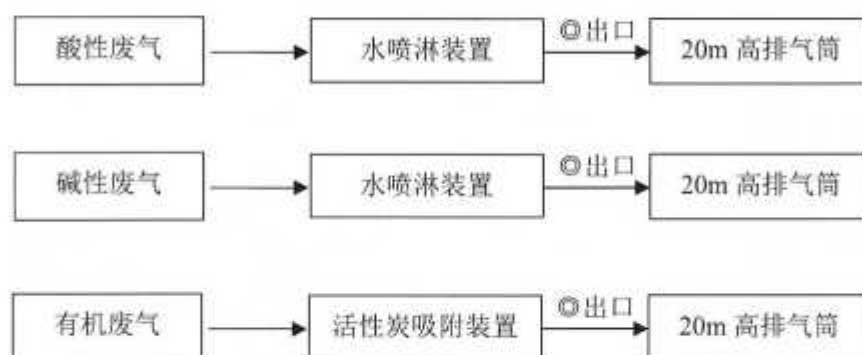 酸性废气
水喷淋装置
◎出口
20m 高排气筒
碱性废气
水喷淋装置
◎出口
20m 高排气筒
有机废气
活性炭吸附装置
◎出口
20m 高排气筒